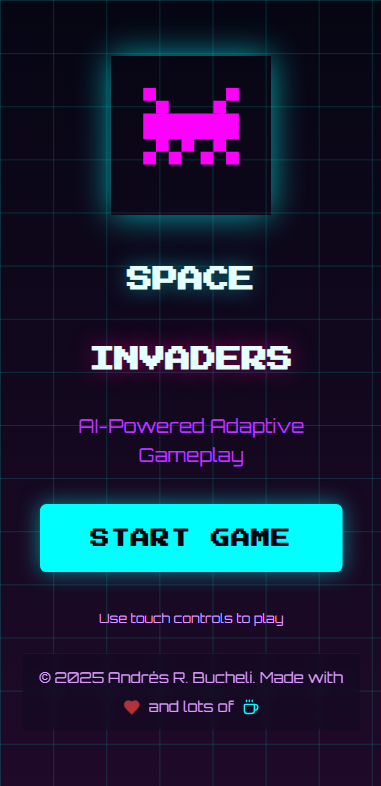 SPACE
INVADERS
AI-Powered Adaptive
Gameplay
START GAME
Use touch controls to play
© 2025 Andrés R. Bucheli. Made with
and lots of